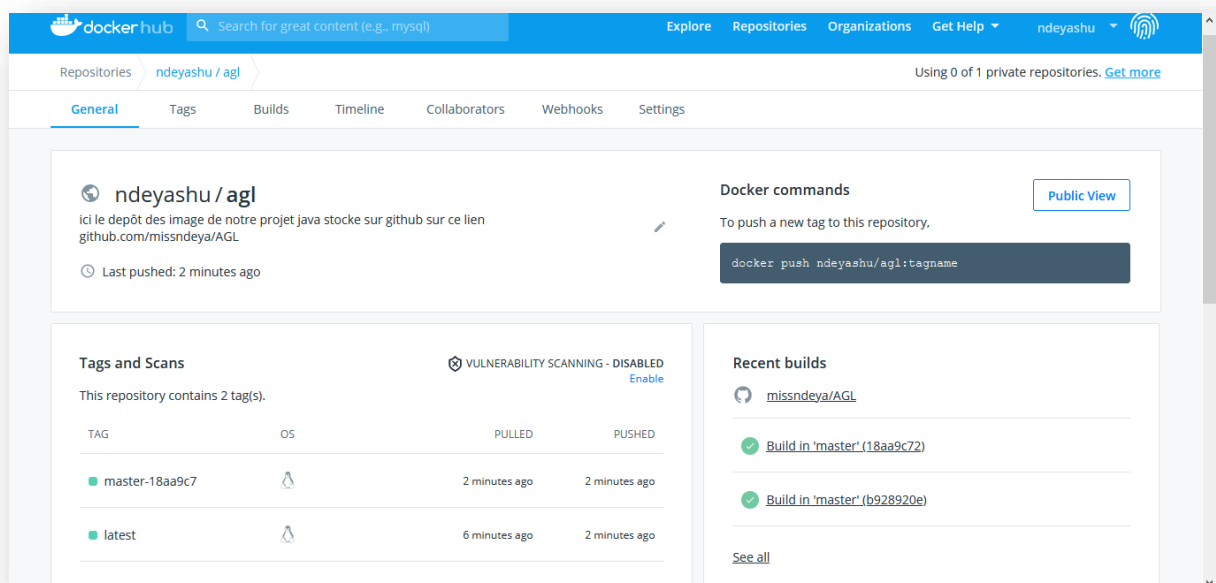 dockerhub Search for great content (e.g., mysql) Explore Repositories Organizations Get Help ndeyashu
Repositories ndeyashu / agl Using 0 of 1 private repositories. Get more
General Tags Builds Timeline Collaborators Webhooks Settings
ndeyashu / agl
ici le depôt des image de notre projet java stocke sur github sur ce lien
github.com/missndeya/AGL
Last pushed: 2 minutes ago
Docker commands
Public View
To push a new tag to this repository,
docker push ndeyashu/agl:tagname
Tags and Scans
VULNERABILITY SCANNING - DISABLED
Enable
This repository contains 2 tag(s).
TAG OS PULLED PUSHED
master-18aa9c7 2 minutes ago 2 minutes ago
latest 6 minutes ago 2 minutes ago
Recent builds
missndeya/AGL
Build in 'master' (18aa9c72)
Build in 'master' (b928920e)
See all